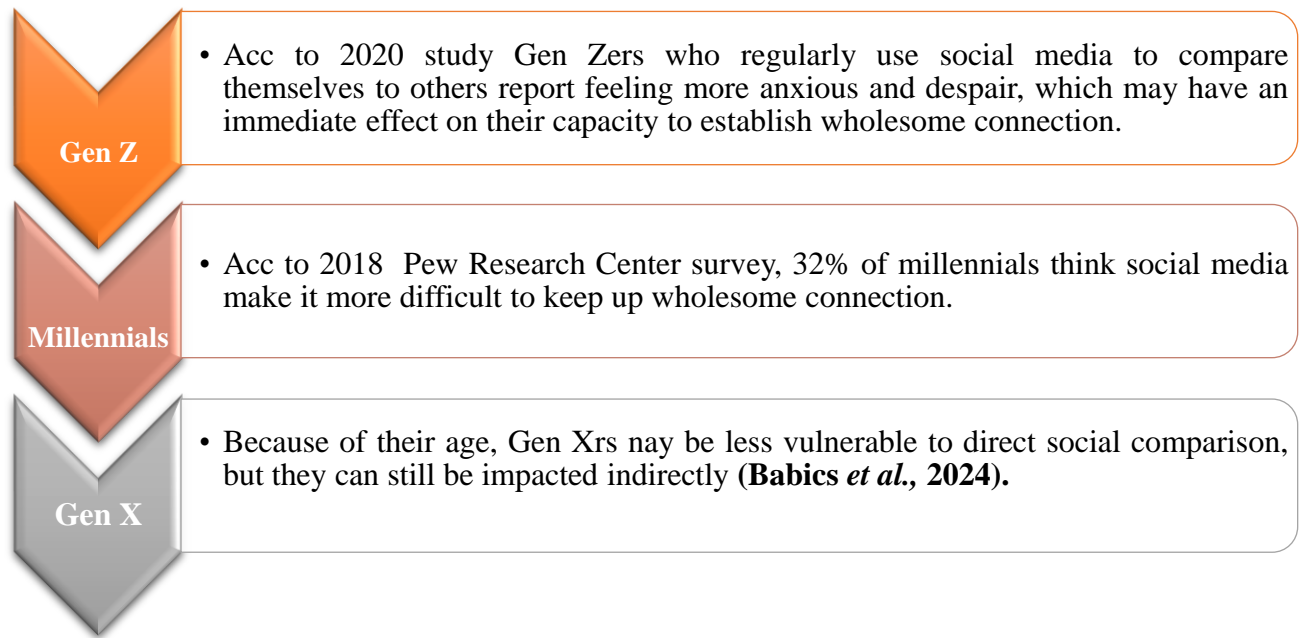 • Acc to 2020 study Gen Zers who regularly use social media to compare
themselves to others report feeling more anxious and despair, which may have an
immediate effect on their capacity to establish wholesome connection.
Gen Z
• Acc to 2018 Pew Research Center survey, 32% of millennials think social media
make it more difficult to keep up wholesome connection.
Millennials
• Because of their age, Gen Xrs nay be less vulnerable to direct social comparison,
but they can still be impacted indirectly (Babics et al., 2024).
Gen X